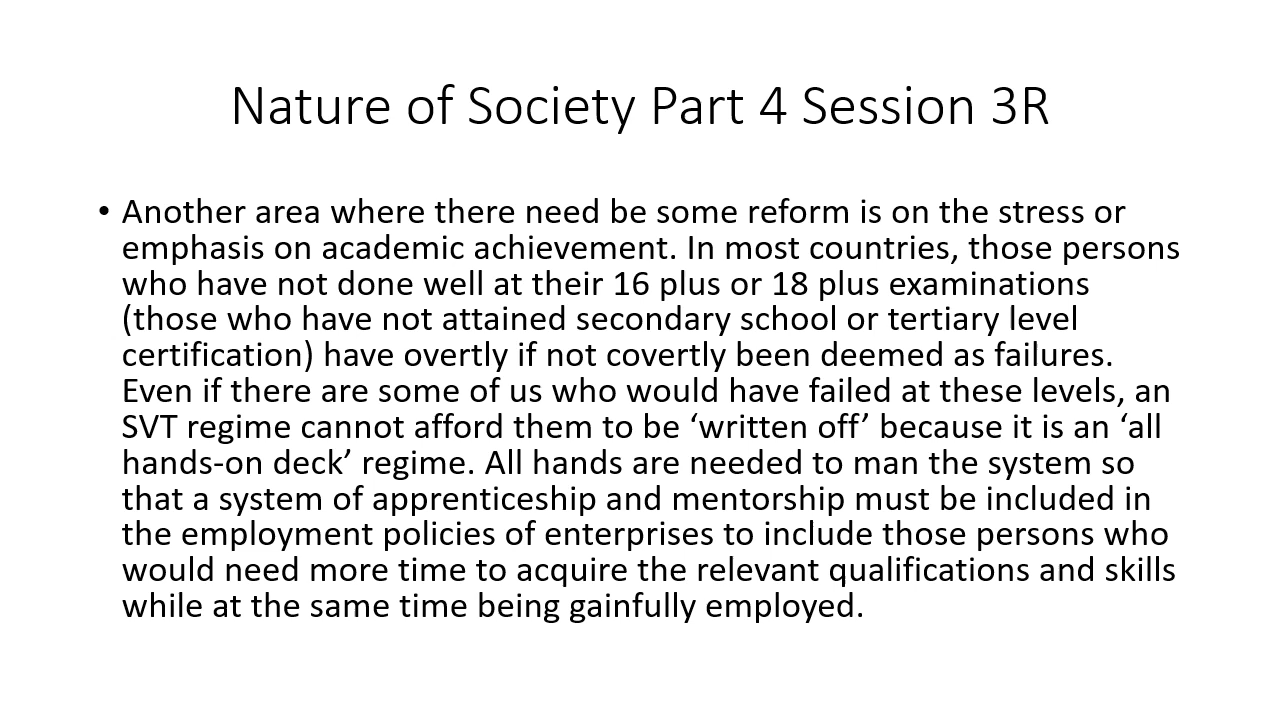 Nature of Society Part 4 Session 3R
• Another area where there need be some reform is on the stress or
emphasis on academic achievement. In most countries, those persons
who have not done well at their 16 plus or 18 plus examinations
(those who have not attained secondary school or tertiary level
certification) have overtly if not covertly been deemed as failures.
Even if there are some of us who would have failed at these levels, an
SVT regime cannot afford them to be ‘written off’ because it is an ‘all
hands-on deck’ regime. All hands are needed to man the system so
that a system of apprenticeship and mentorship must be included in
the employment policies of enterprises to include those persons who
would need more time to acquire the relevant qualifications and skills
while at the same time being gainfully employed.